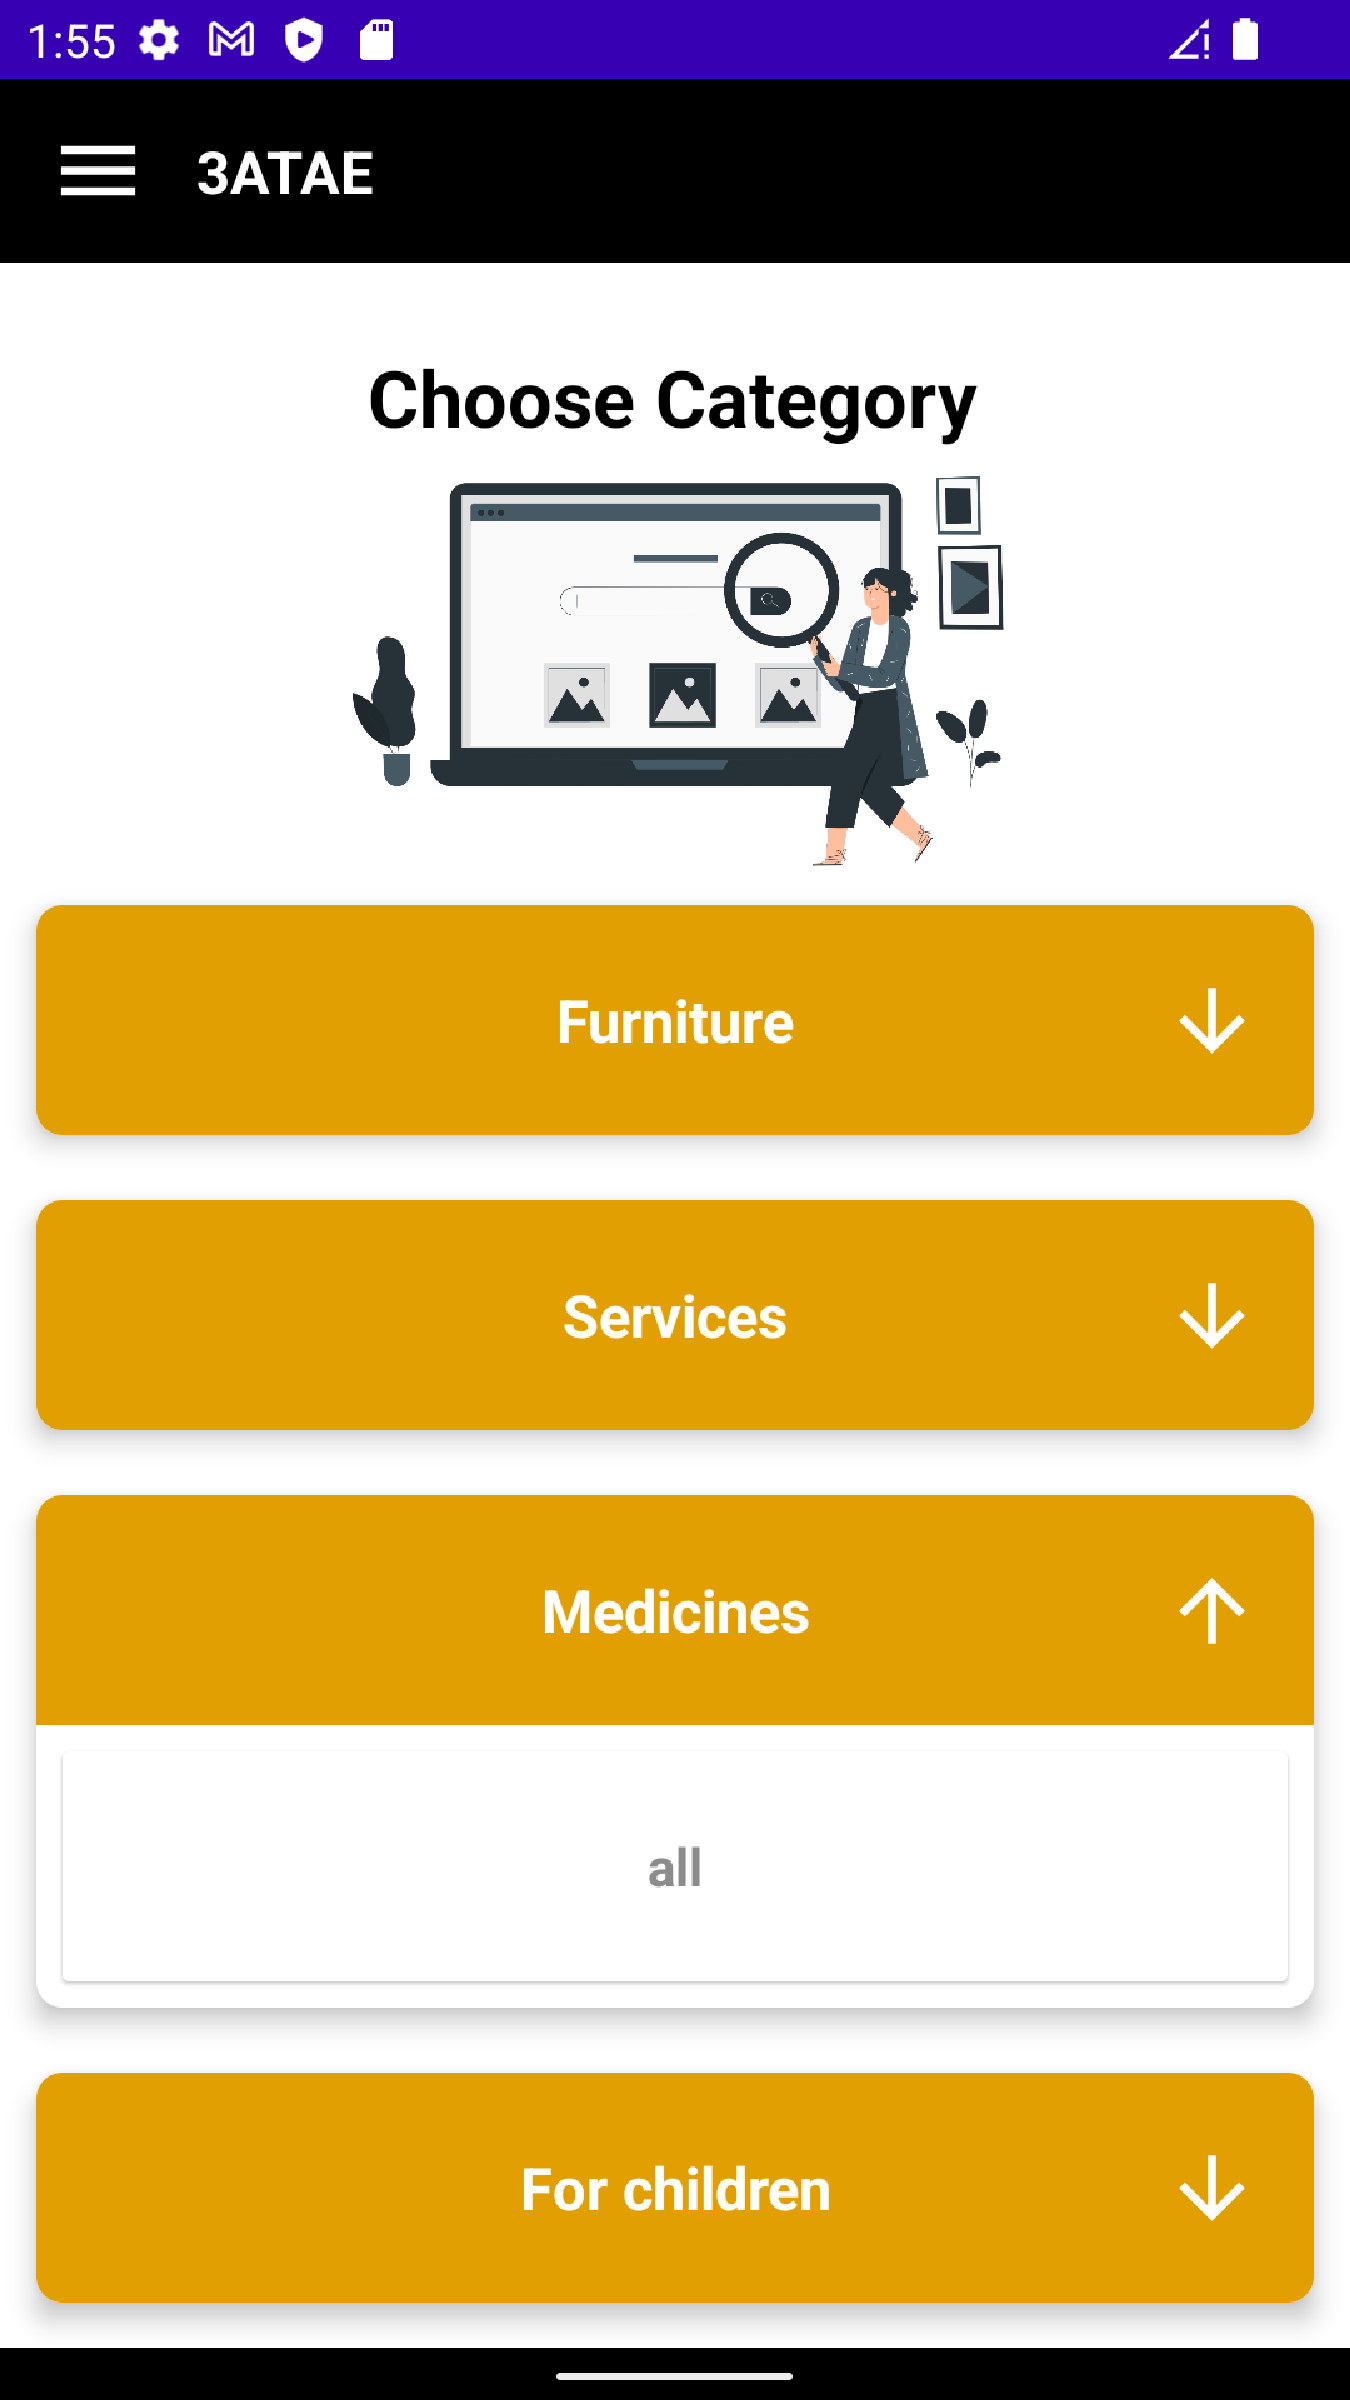 1:55
3ATAE
Choose Category
Furniture
Services
Medicines
all
For children